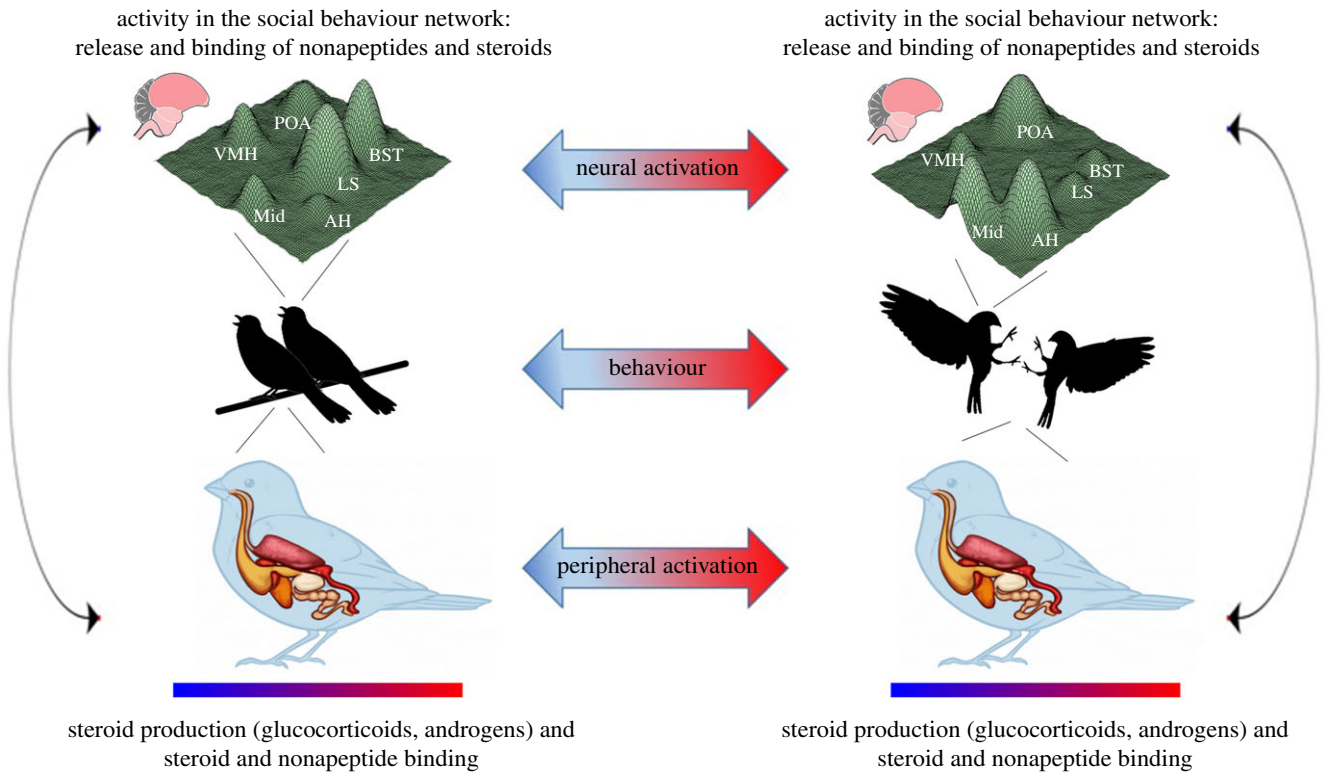 activity in the social behaviour network:
release and binding of nonapeptides and steroids
POA
VMH
BST
LS
Mid
AH
activity in the social behaviour network:
release and binding of nonapeptides and steroids
POA
VMH
BST
LS
Mid
AH
neural activation
behaviour
peripheral activation
steroid production (glucocorticoids, androgens) and
steroid and nonapeptide binding
steroid production (glucocorticoids, androgens) and
steroid and nonapeptide binding